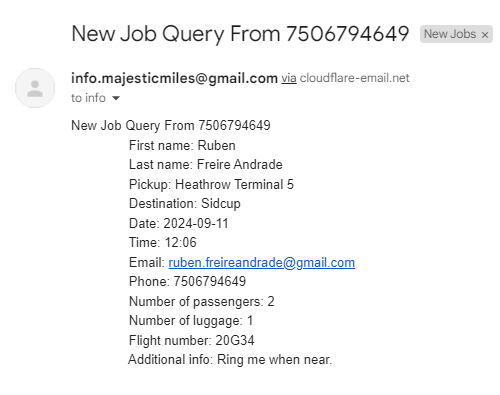 New Job Query From 7506794649 New Jobs ×
info.majesticmiles@gmail.com via cloudflare-email.net
to info
New Job Query From 7506794649
First name: Ruben
Last name: Freire Andrade
Pickup: Heathrow Terminal 5
Destination: Sidcup
Date: 2024-09-11
Time: 12:06
Email: ruben.freireandrade@gmail.com
Phone: 7506794649
Number of passengers: 2
Number of luggage: 1
Flight number: 20G34
Additional info: Ring me when near.